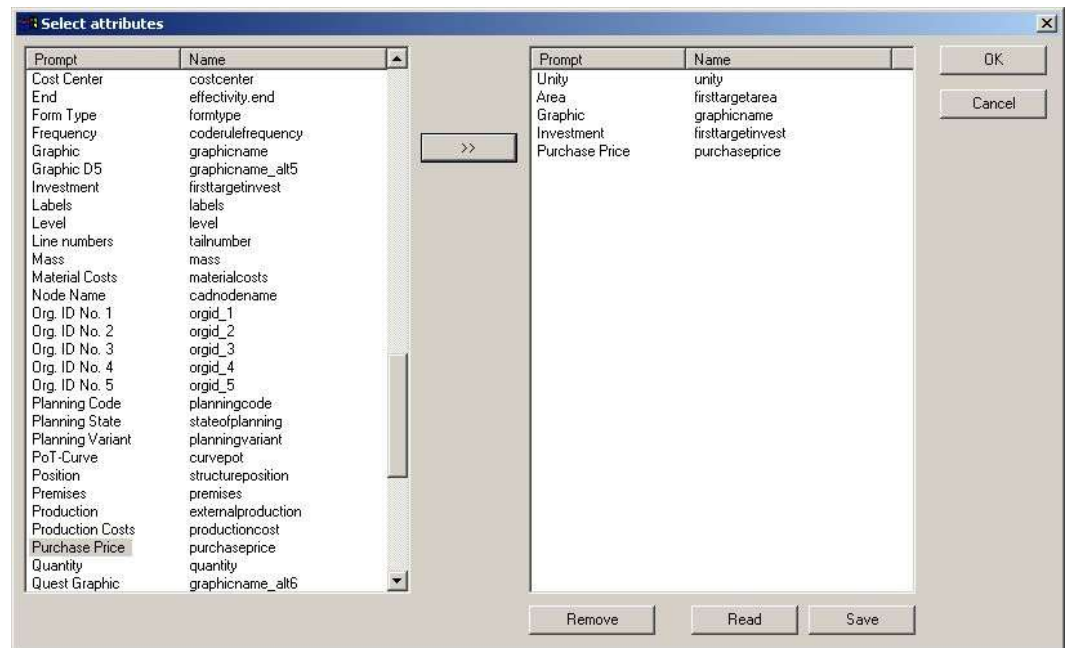 Select attributes
Prompt Name
Cost Center costcenter
End effectivity.end
Form Type formtype
Frequency coderulefrequency
Graphic graphicname
Graphic D5 graphicname_alt5
Investment firsttargetinvest
Labels labels
Level level
Line numbers tailnumber
Mass mass
Material Costs materialcosts
Node Name cadnodename
Org. ID No. 1 orgid_1
Org. ID No. 2 orgid_2
Org. ID No. 3 orgid_3
Org. ID No. 4 orgid_4
Org. ID No. 5 orgid_5
Planning Code planningcode
Planning State stateofplanning
Planning Variant planningvariant
PoT-Curve curvepot
Position structureposition
Premises premises
Production externalproduction
Production Costs productioncost
Purchase Price purchaseprice
Quantity quantity
Quest Graphic graphicname_alt6
>>
Prompt Name
Unity unity
Area firsttargetarea
Graphic graphicname
Investment firsttargetinvest
Purchase Price purchaseprice
Remove Read Save
OK
Cancel